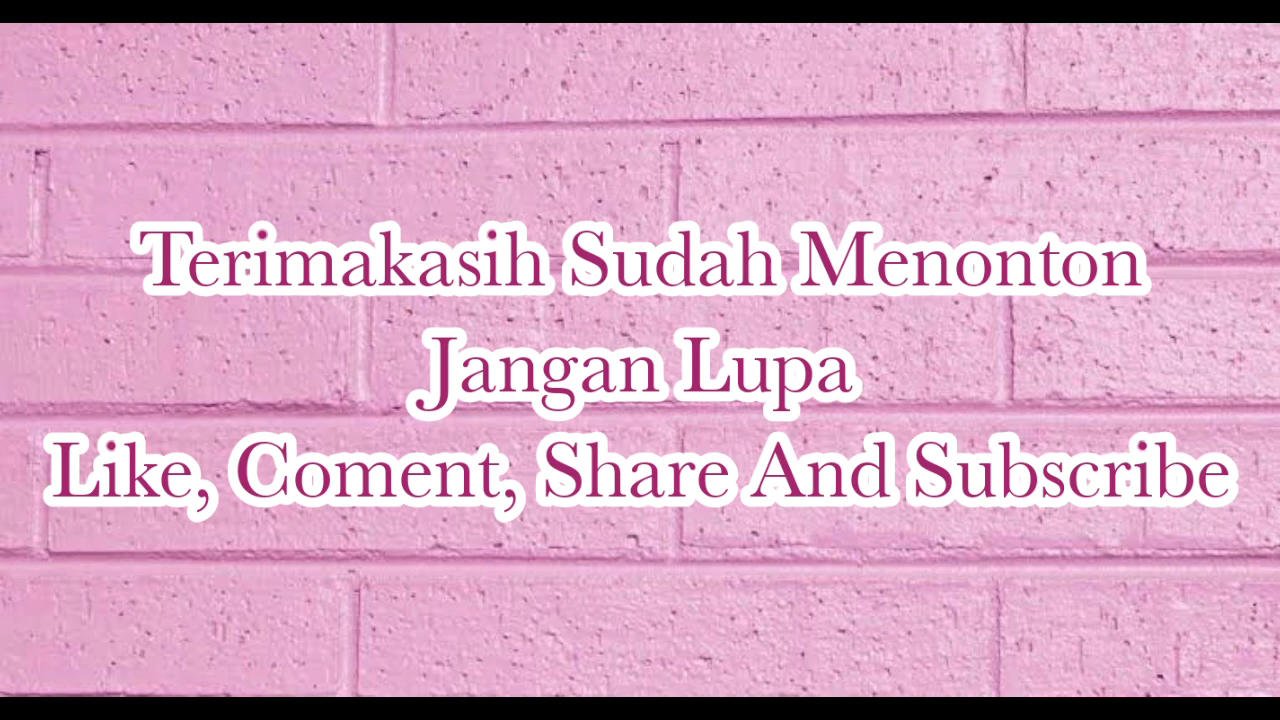 Terimakasih Sudah Menonton
Jangan Lupa
Like, Coment, Share And Subscribe